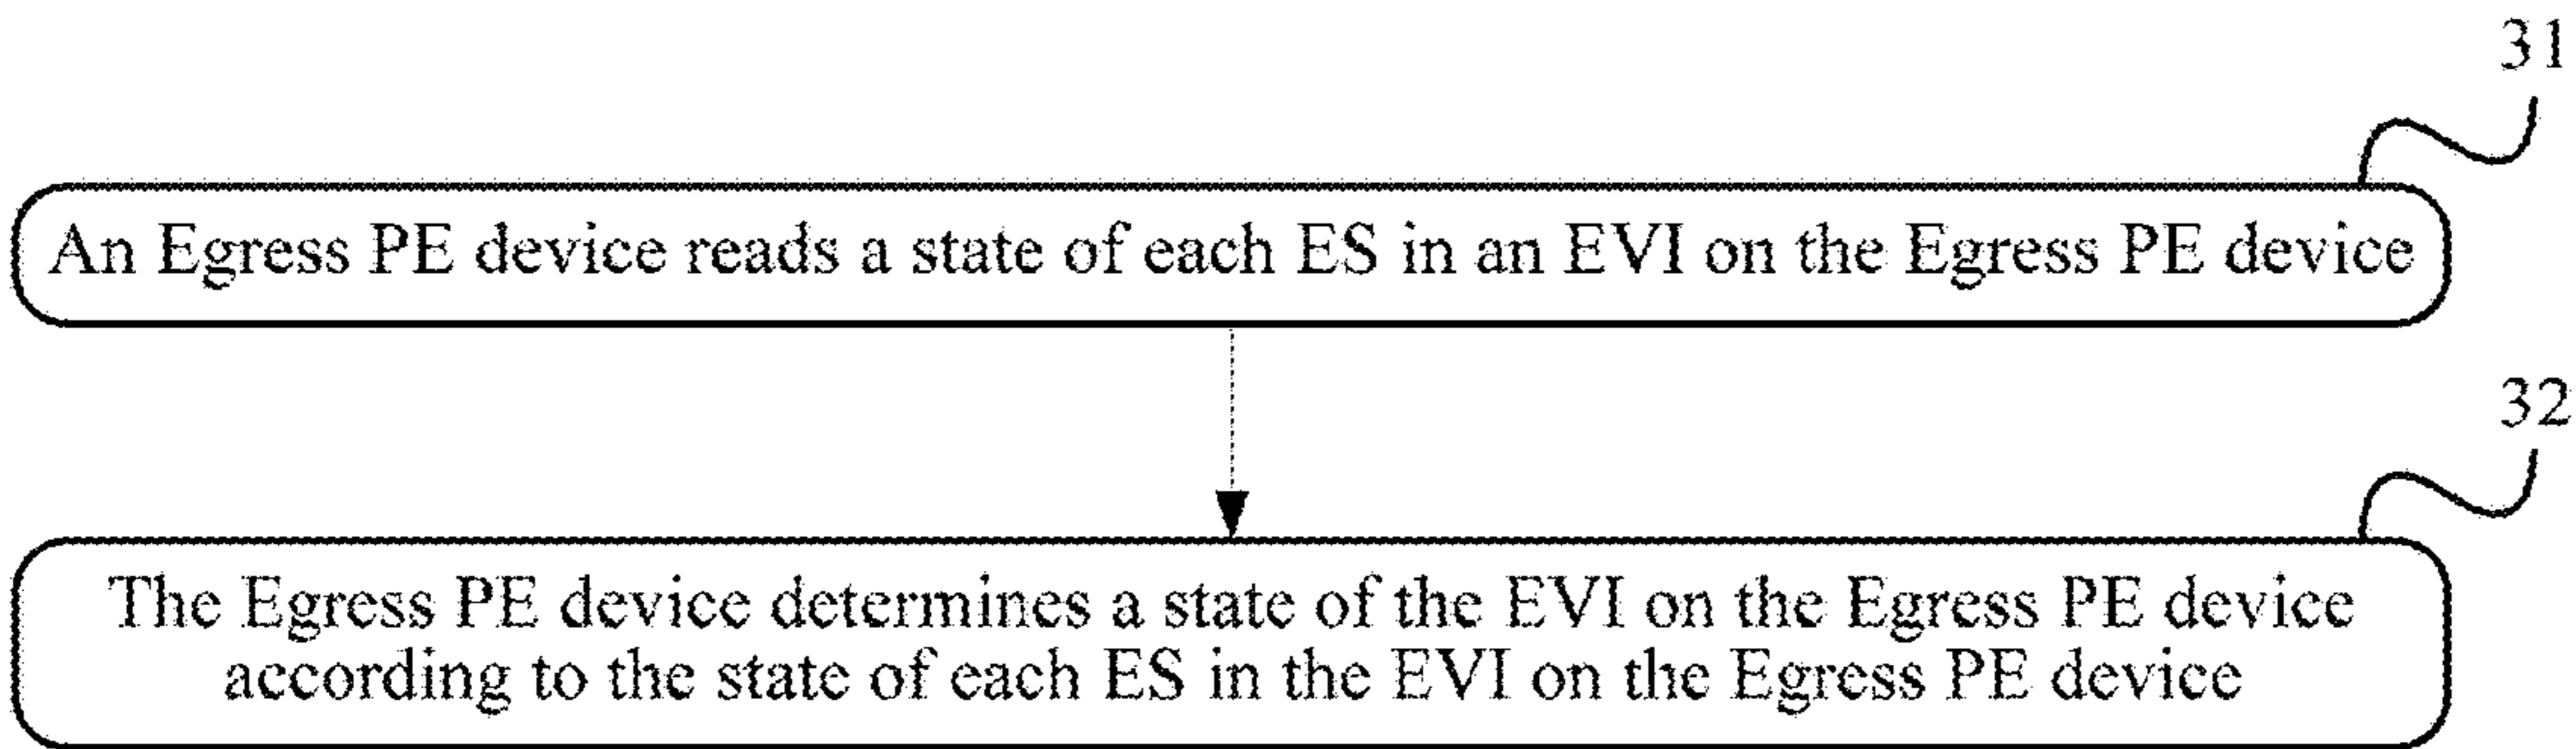 31
An Egress PE device reads a state of each ES in an EVI on the Egress PE device
32
The Egress PE device determines a state of the EVI on the Egress PE device
according to the state of each ES in the EVI on the Egress PE device